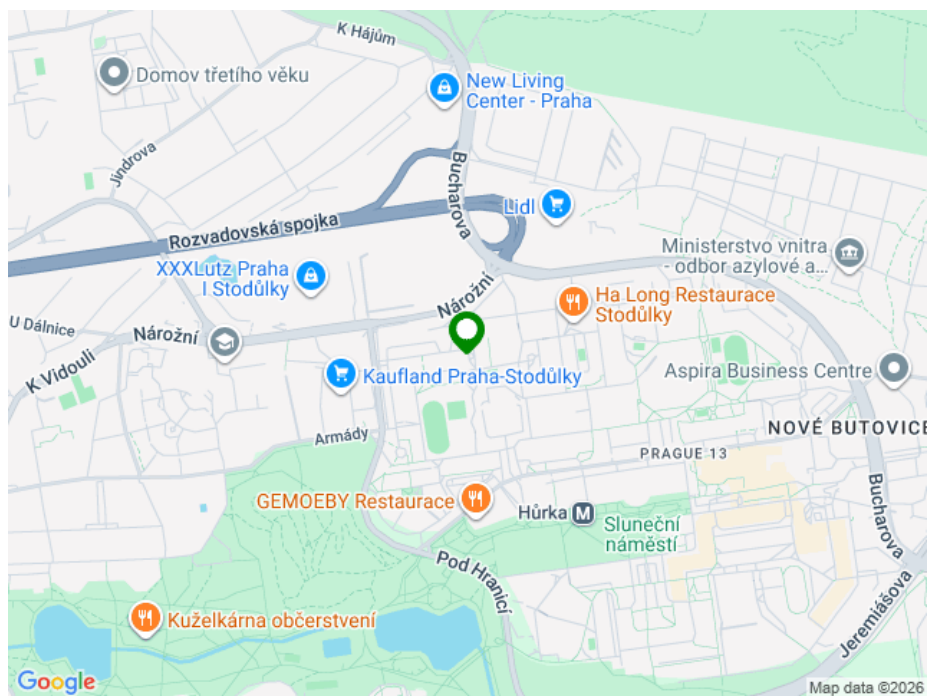 K Hájům
Domov třetího věku
New Living
Center - Praha
Jindrova
Bucharova
Lidl
Rozvadovská spojka
Ministerstvo vnitra
- odbor azylové a...
XXXLutz Praha
I Stodůlky
Nárožní
Ha Long Restaurace
Stodůlky
U Dálnice
Nárožní
K Vidouli
Kaufland Praha-Stodůlky
Aspira Business Centre
Armády
NOVÉ BUTOVICE
PRAGUE 13
GEMOEBY Restaurace
Hůrka
M
Sluneční
náměstí
Bucharova
Pod Hranicí
Jeremiášova
Kuželkárna občerstvení
Google
Map data ©2026